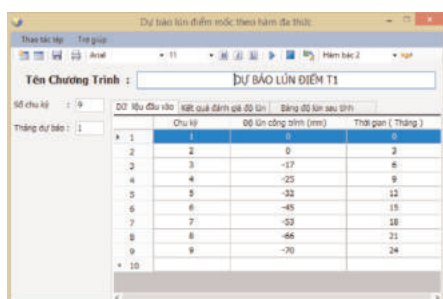 Dự báo lún điểm mốc theo hàm đa thức
Thao tác tệp Trợ giúp
Arial 11 Hàm bậc 2
Tên Chương Trình : DỰ BÁO LÚN ĐIỂM T1
Số chu kỳ : 9
Tháng dự báo : 1
Dữ liệu đầu vào Kết quả đánh giá độ lún Bảng độ lún sau tính
Chu kỳ Độ lún công trình (mm) Thời gian ( Tháng )
1 1 0 0
2 2 0 3
3 3 -17 6
4 4 -25 9
5 5 -32 12
6 6 -45 15
7 7 -53 18
8 8 -66 21
9 9 -70 24
* 10